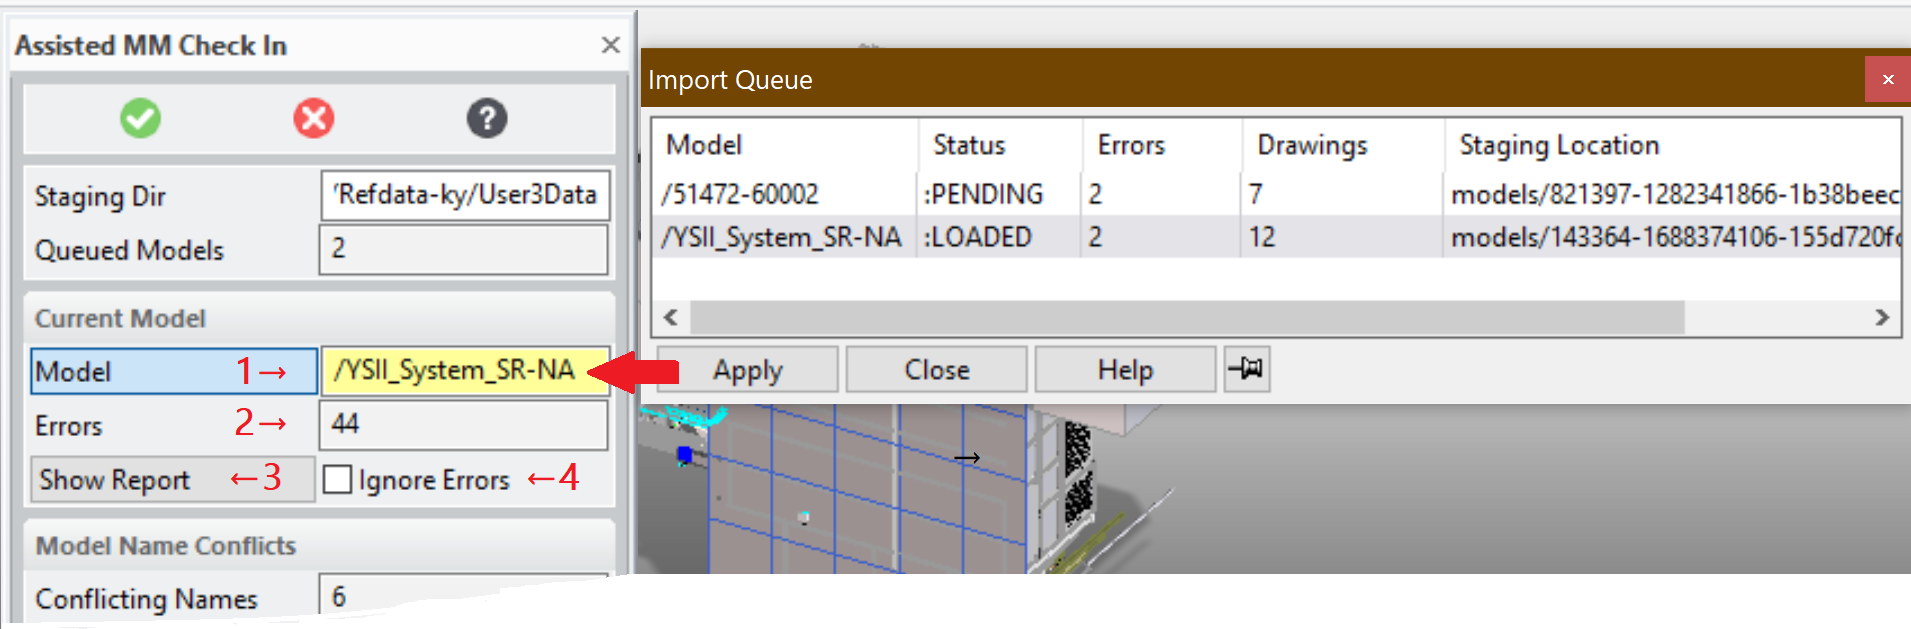 Assisted MM Check In
Staging Dir 'Refdata-ky/User3Data
Queued Models 2
Current Model
Model 1→ /YSII_System_SR-NA
Errors 2→ 44
Show Report ←3 Ignore Errors ←4
Model Name Conflicts
Conflicting Names 6
Import Queue
Model Status Errors Drawings Staging Location
/51472-60002 :PENDING 2 7 models/821397-1282341866-1b38beec
/YSII_System_SR-NA :LOADED 2 12 models/143364-1688374106-155d720fc
Apply Close Help